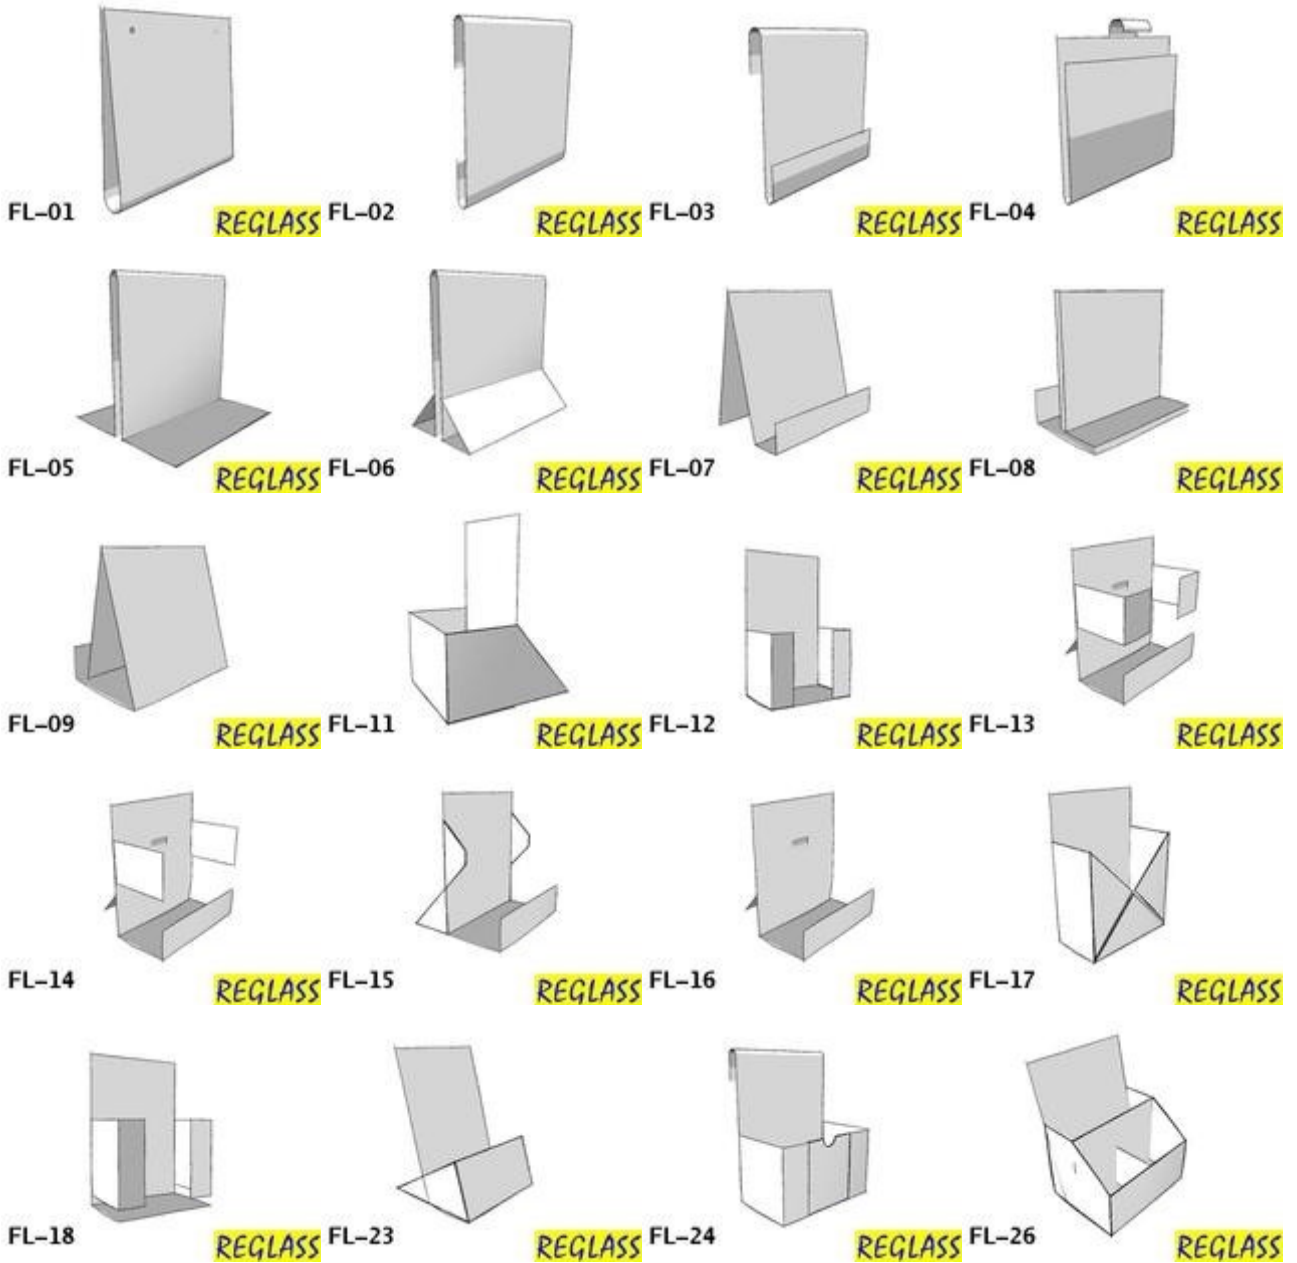 FL-01 REGLASS FL-02 REGLASS FL-03 REGLASS FL-04 REGLASS
FL-05 REGLASS FL-06 REGLASS FL-07 REGLASS FL-08 REGLASS
FL-09 REGLASS FL-11 REGLASS FL-12 REGLASS FL-13 REGLASS
FL-14 REGLASS FL-15 REGLASS FL-16 REGLASS FL-17 REGLASS
FL-18 REGLASS FL-23 REGLASS FL-24 REGLASS FL-26 REGLASS